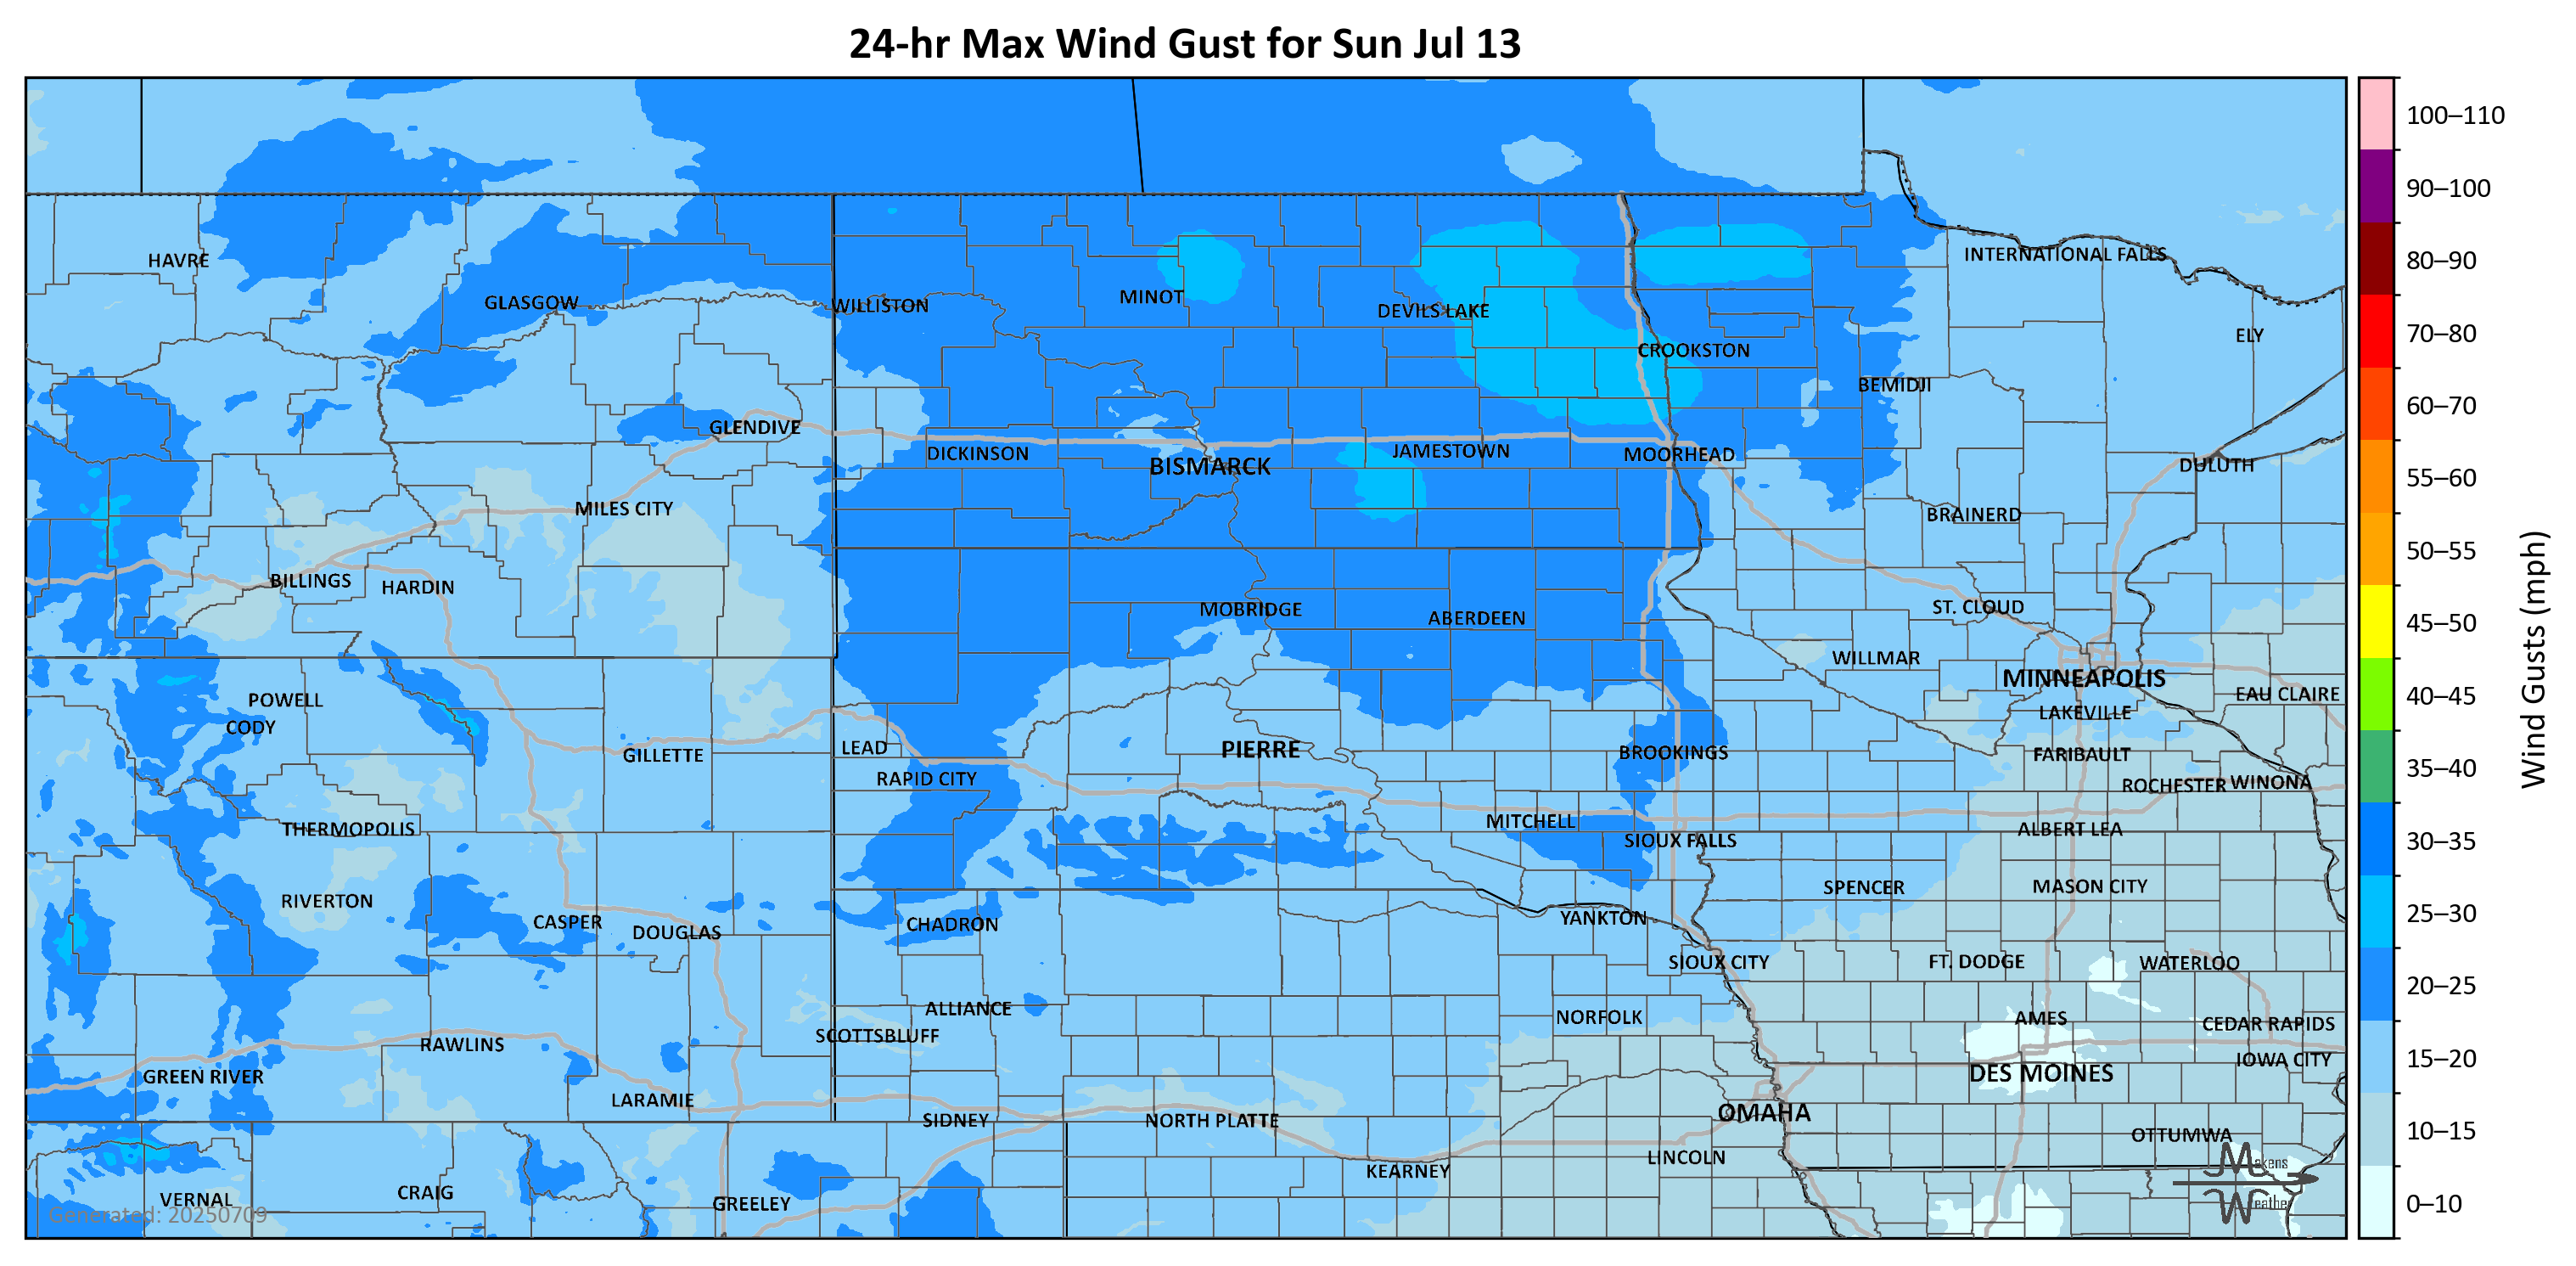 24-hr Max Wind Gust for Sun Jul 13
100–110
90–100
80–90
70–80
60–70
55–60
50–55
45–50
40–45
35–40
30–35
25–30
20–25
15–20
10–15
0–10
Wind Gusts (mph)
HAVRE
INTERNATIONAL FALLS
GLASGOW
WILLISTON
MINOT
DEVILS LAKE
ELY
CROOKSTON
BEMIDJI
GLENDIVE
DICKINSON
BISMARCK
JAMESTOWN
MOORHEAD
DULUTH
MILES CITY
BRAINERD
BILLINGS
HARDIN
MOBRIDGE
ABERDEEN
ST. CLOUD
WILLMAR
MINNEAPOLIS
POWELL
EAU CLAIRE
CODY
LAKEVILLE
GILLETTE
LEAD
PIERRE
BROOKINGS
FARIBAULT
RAPID CITY
ROCHESTER
WINONA
THERMOPOLIS
MITCHELL
SIOUX FALLS
ALBERT LEA
RIVERTON
SPENCER
MASON CITY
CASPER
DOUGLAS
CHADRON
YANKTON
SIOUX CITY
FT. DODGE
WATERLOO
ALLIANCE
NORFOLK
AMES
CEDAR RAPIDS
SCOTTSBLUFF
RAWLINS
IOWA CITY
GREEN RIVER
DES MOINES
LARAMIE
SIDNEY
NORTH PLATTE
OMAHA
OTTUMWA
KEARNEY
LINCOLN
VERNAL
CRAIG
GREELEY
Generated: 20250709
Makens
Weather